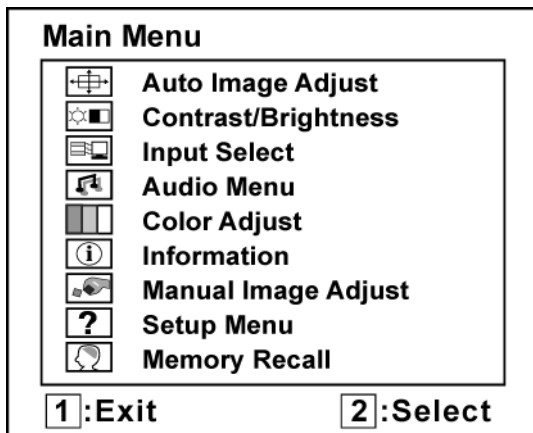 Main Menu
Auto Image Adjust
Contrast/Brightness
Input Select
Audio Menu
Color Adjust
i Information
Manual Image Adjust
? Setup Menu
Memory Recall
1 :Exit 2 :Select